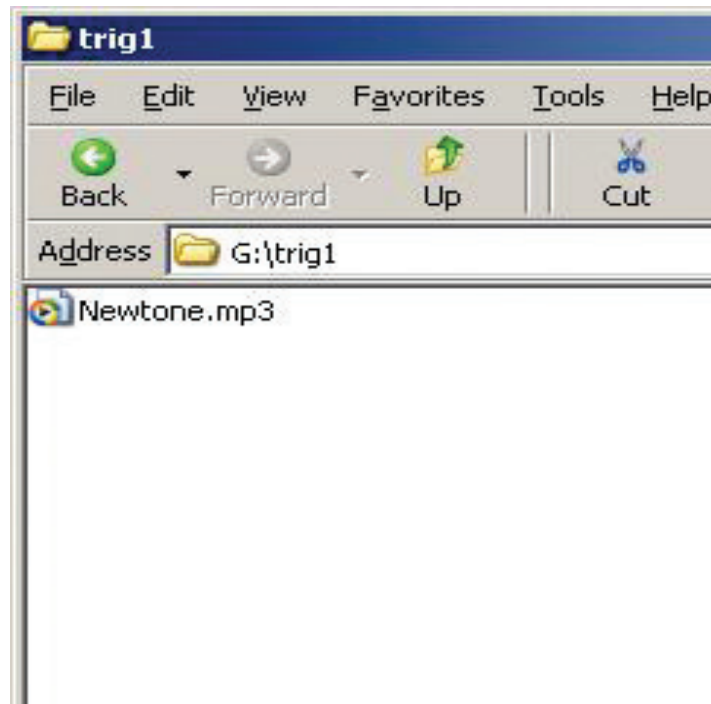 trig1
File Edit View Favorites Tools Help
Back Forward Up Cut
Address G:\trig1
Newtone.mp3